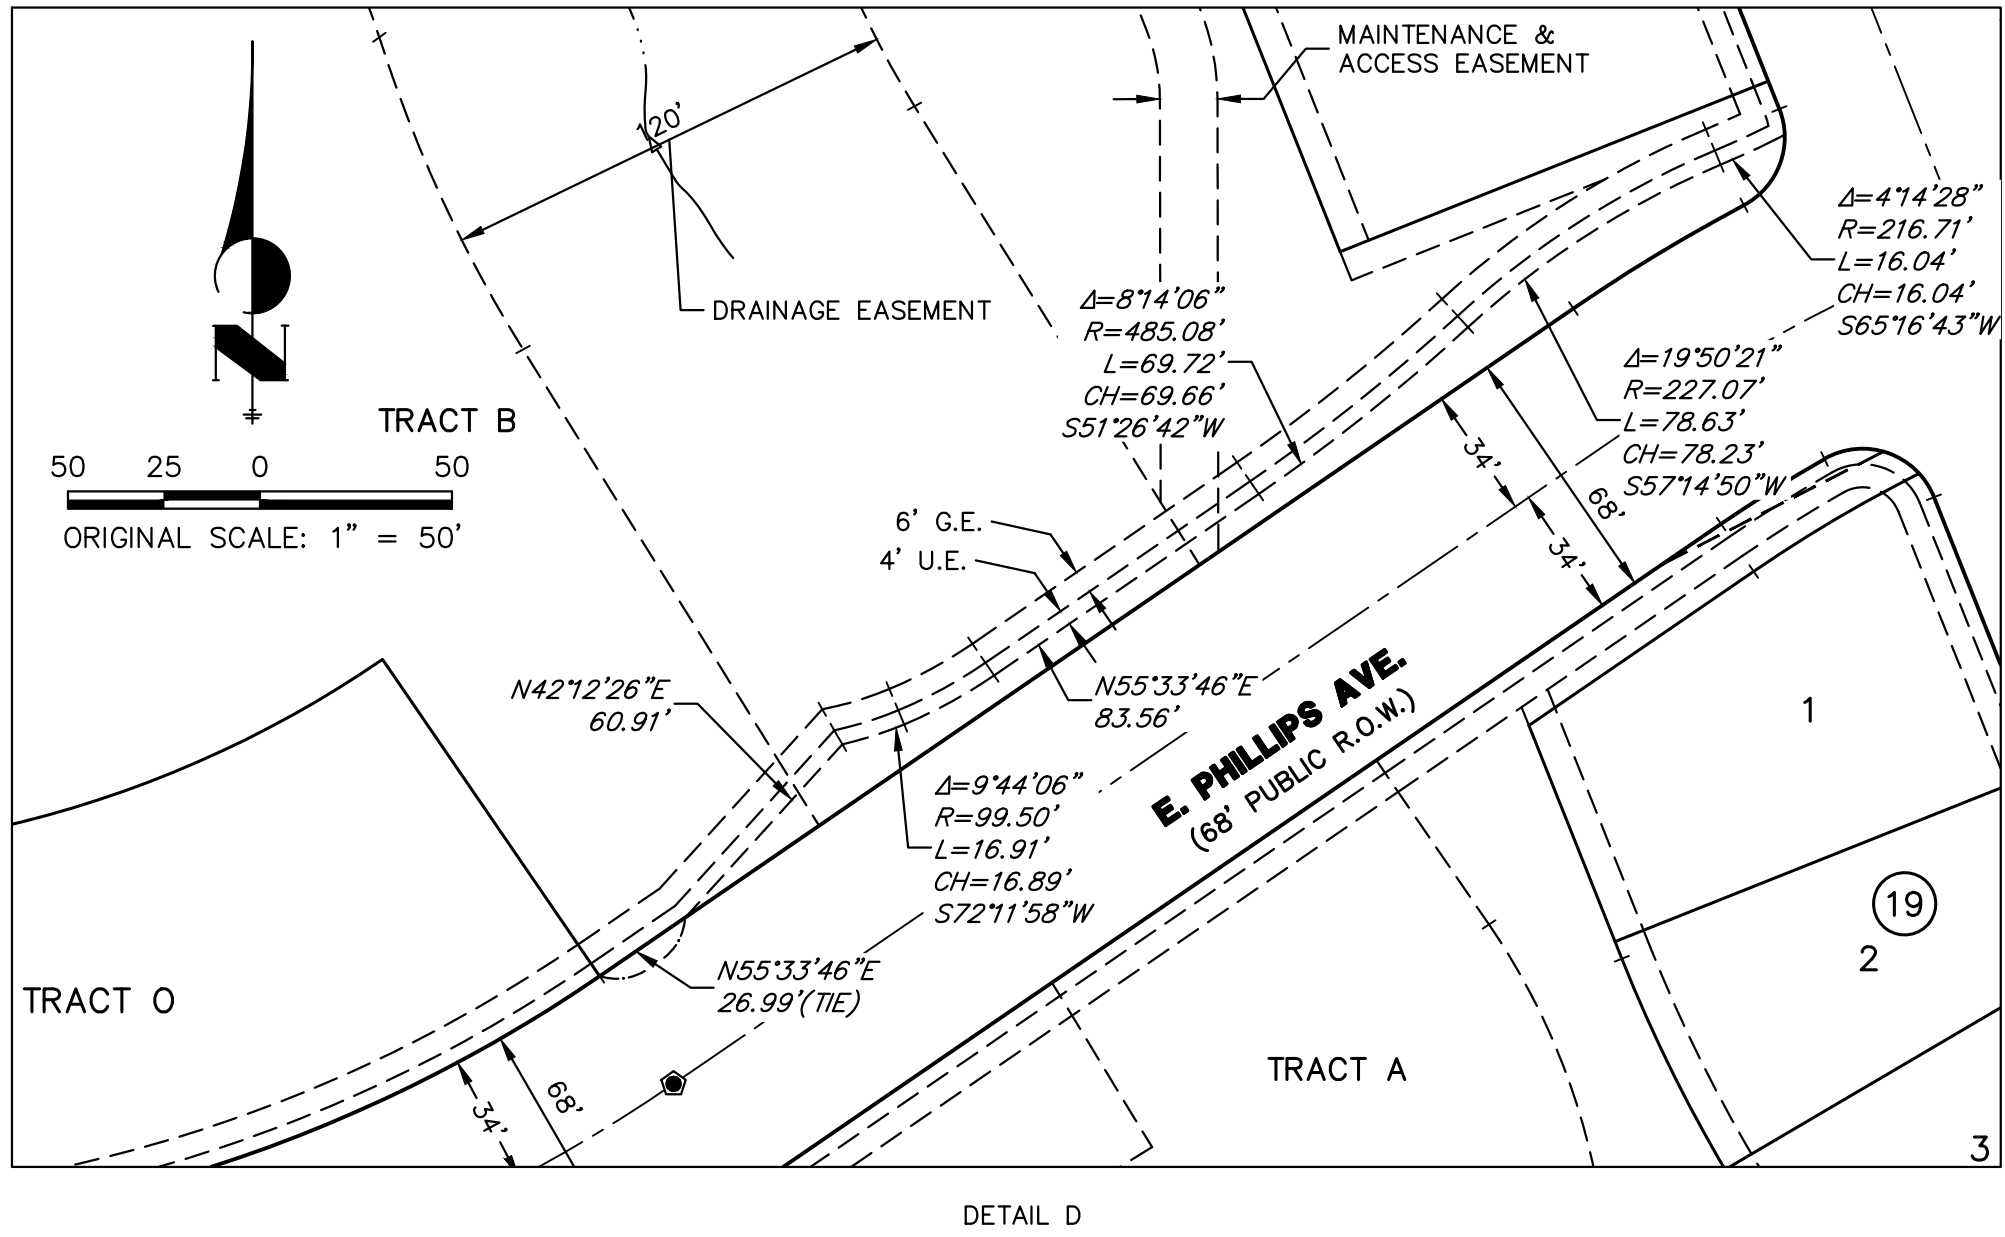 MAINTENANCE &
ACCESS EASEMENT
120'
Δ=4°14'28"
R=216.71'
L=16.04'
CH=16.04'
S65°16'43"W
DRAINAGE EASEMENT
Δ=8°14'06"
R=485.08'
L=69.72'
CH=69.66'
S51°26'42"W
Δ=19°50'21"
R=227.07'
L=78.63'
CH=78.23'
S57°14'50"W
N
TRACT B
50 25 0 50
ORIGINAL SCALE: 1" = 50'
34'
68'
34'
6' G.E.
4' U.E.
N42°12'26"E
60.91'
N55°33'46"E
83.56'
E. PHILLIPS AVE.
(68' PUBLIC R.O.W.)
1
Δ=9°44'06"
R=99.50'
L=16.91'
CH=16.89'
S72°11'58"W
19
2
N55°33'46"E
26.99'(TIE)
TRACT O
TRACT A
68'
34'
3
DETAIL D